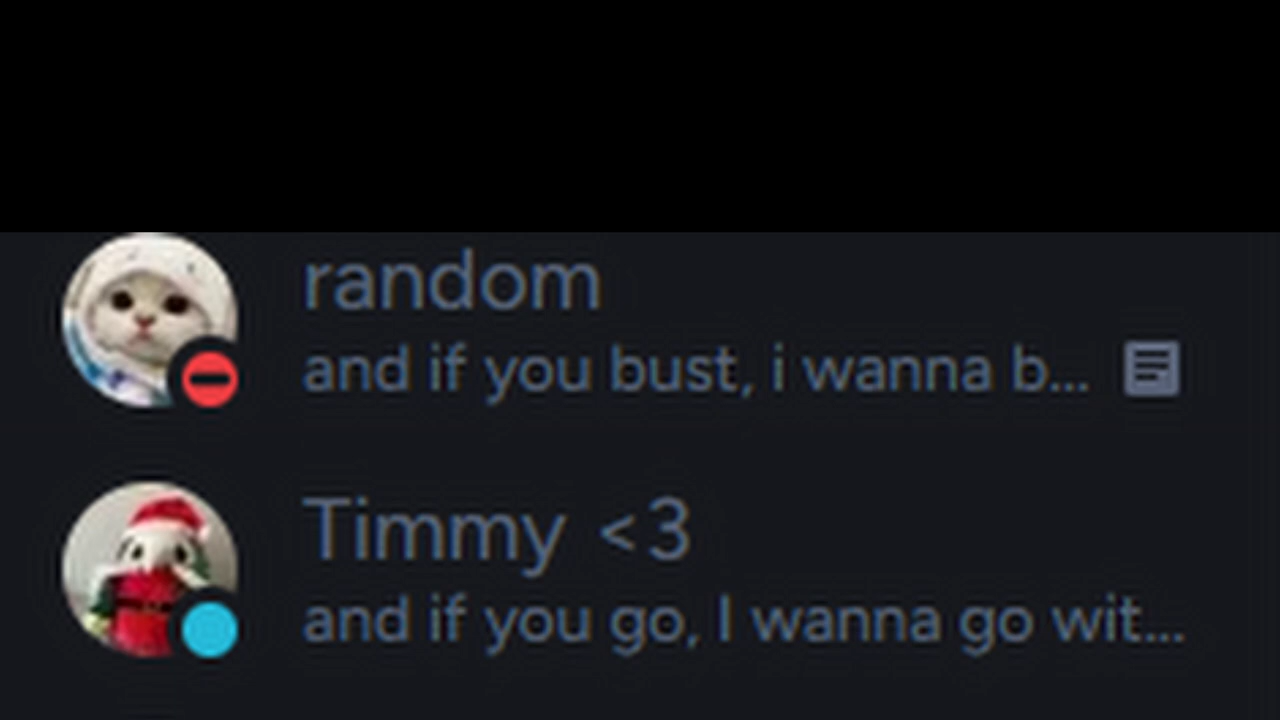 random
and if you bust, i wanna b...
Timmy <3
and if you go, I wanna go wit...